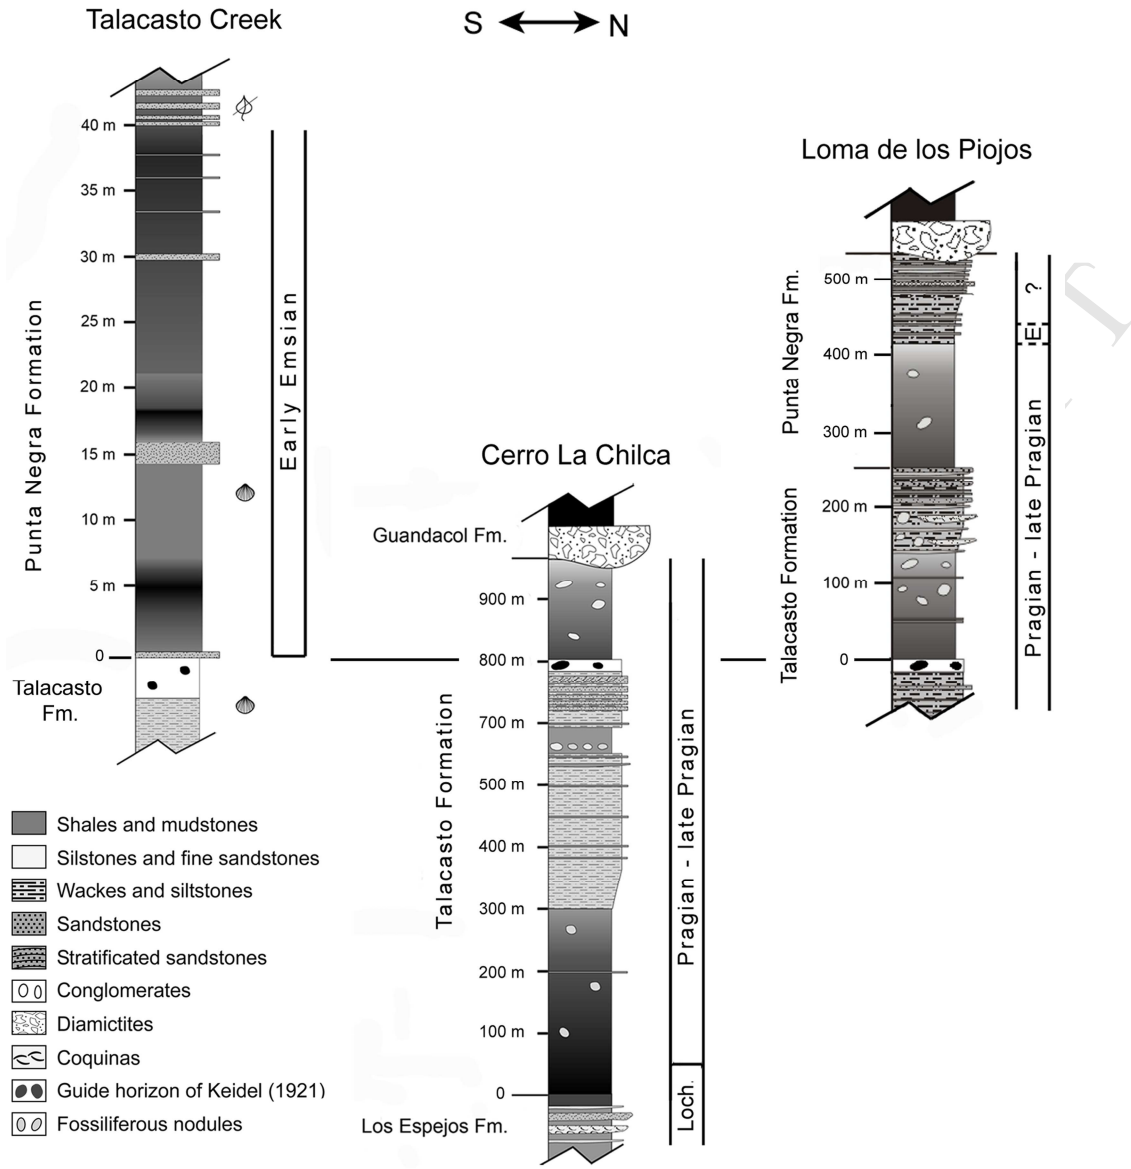 Talacasto Creek
S N
40 m
35 m
30 m
25 m
20 m
15 m
10 m
5 m
0
Punta Negra Formation
Early Emsian
Talacasto
Fm.
Loma de los Piojos
500 m
400 m
300 m
200 m
100 m
0
Punta Negra Fm.
Talacasto Formation
?
E
Pragian - late Pragian
T
Cerro La Chilca
Guandacol Fm.
900 m
800 m
700 m
600 m
500 m
400 m
300 m
200 m
100 m
0
Talacasto Formation
Los Espejos Fm.
Pragian - late Pragian
Loch.
Shales and mudstones
Silstones and fine sandstones
Wackes and siltstones
Sandstones
Stratificated sandstones
Conglomerates
Diamictites
Coquinas
Guide horizon of Keidel (1921)
Fossiliferous nodules